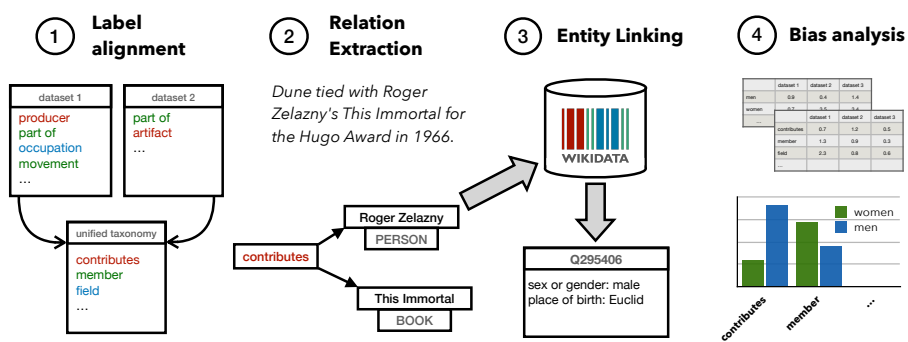 1 Label alignment
dataset 1
producer
part of
occupation
movement
...
dataset 2
part of
artifact
...
unified taxonomy
contributes
member
field
...
2 Relation Extraction
Dune tied with Roger
Zelazny's This Immortal for
the Hugo Award in 1966.
contributes
Roger Zelazny
PERSON
This Immortal
BOOK
3 Entity Linking
WIKIDATA
Q295406
sex or gender: male
place of birth: Euclid
4 Bias analysis
dataset 1 dataset 2 dataset 3
men 0.9 0.4 1.4
women
...
dataset 1 dataset 2 dataset 3
contributes 0.7 1.2 0.5
member 1.3 0.9 0.3
field 2.3 0.8 0.6
...
women
men
contributes
member
...